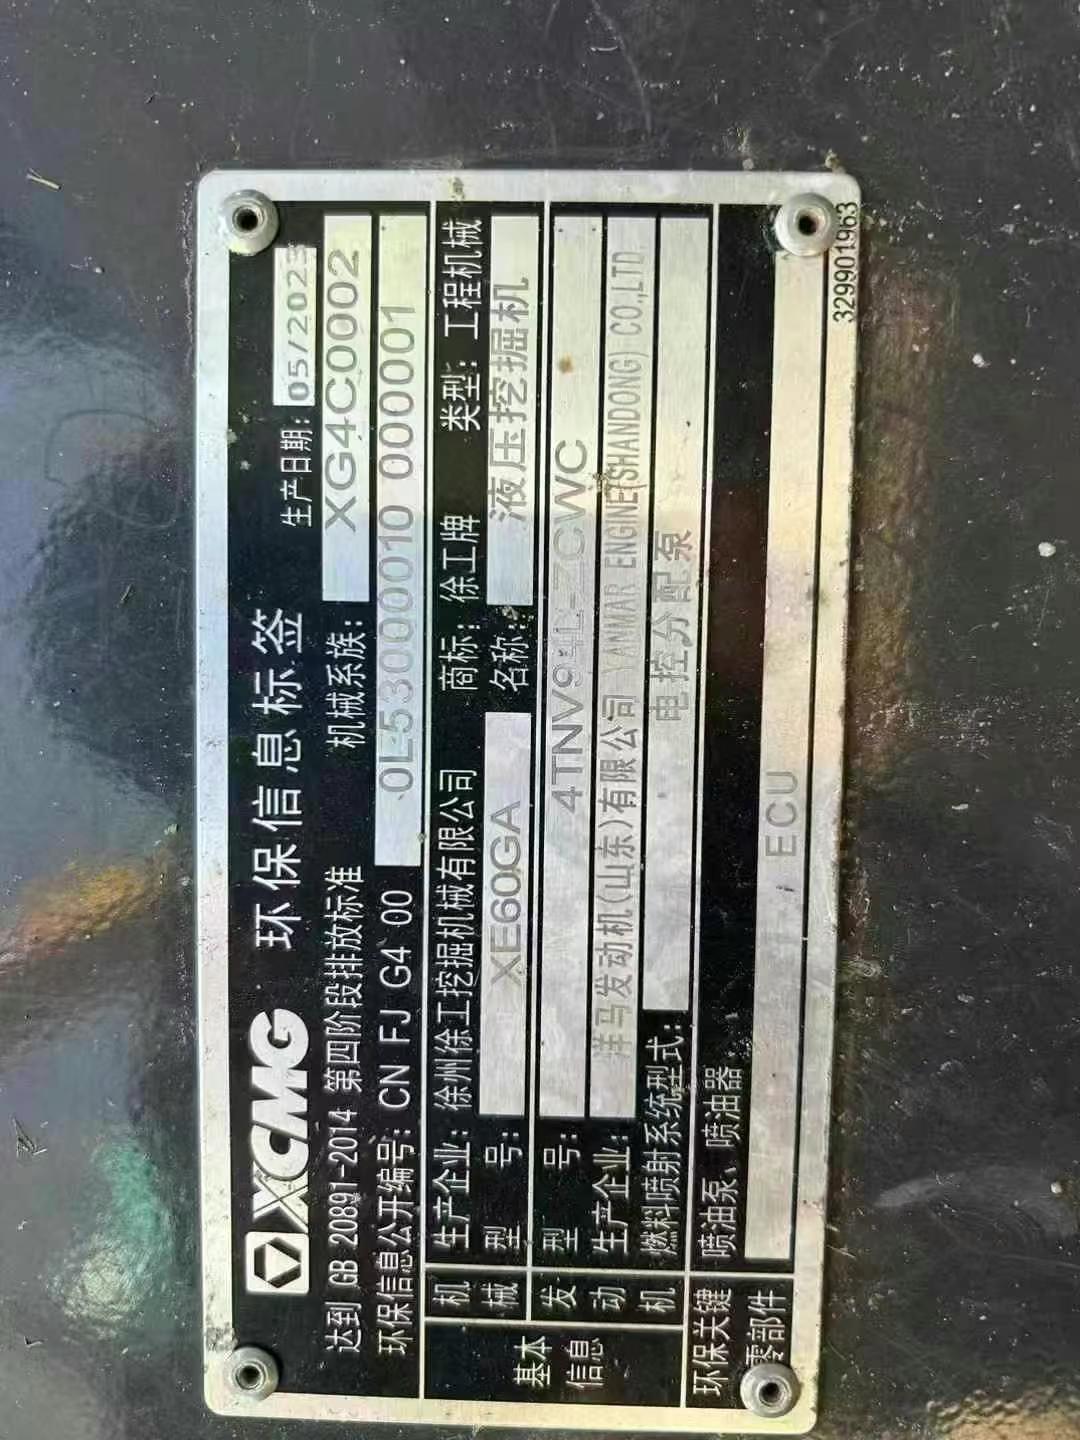 XCMG 环保信息标签 生产日期: 05/2023
达到 GB 20891-2014 第四阶段排放标准 机械系族: XG4C0002
环保信息公开编号: CN FJ G4 00 0L53000010 000001
基本信息
机械
生产企业: 徐州徐工挖掘机械有限公司 商标: 徐工牌 类型: 工程机械
型 号: XE60GA 名称: 液压挖掘机
发动机
型 号: 4TNV94L-ZCWC
生产企业: 洋马发动机(山东)有限公司 YANMAR ENGINE(SHANDONG) CO.,LTD
燃料喷射系统型式: 电控分配泵
环保关键零部件
喷油泵、喷油器
ECU
329901963